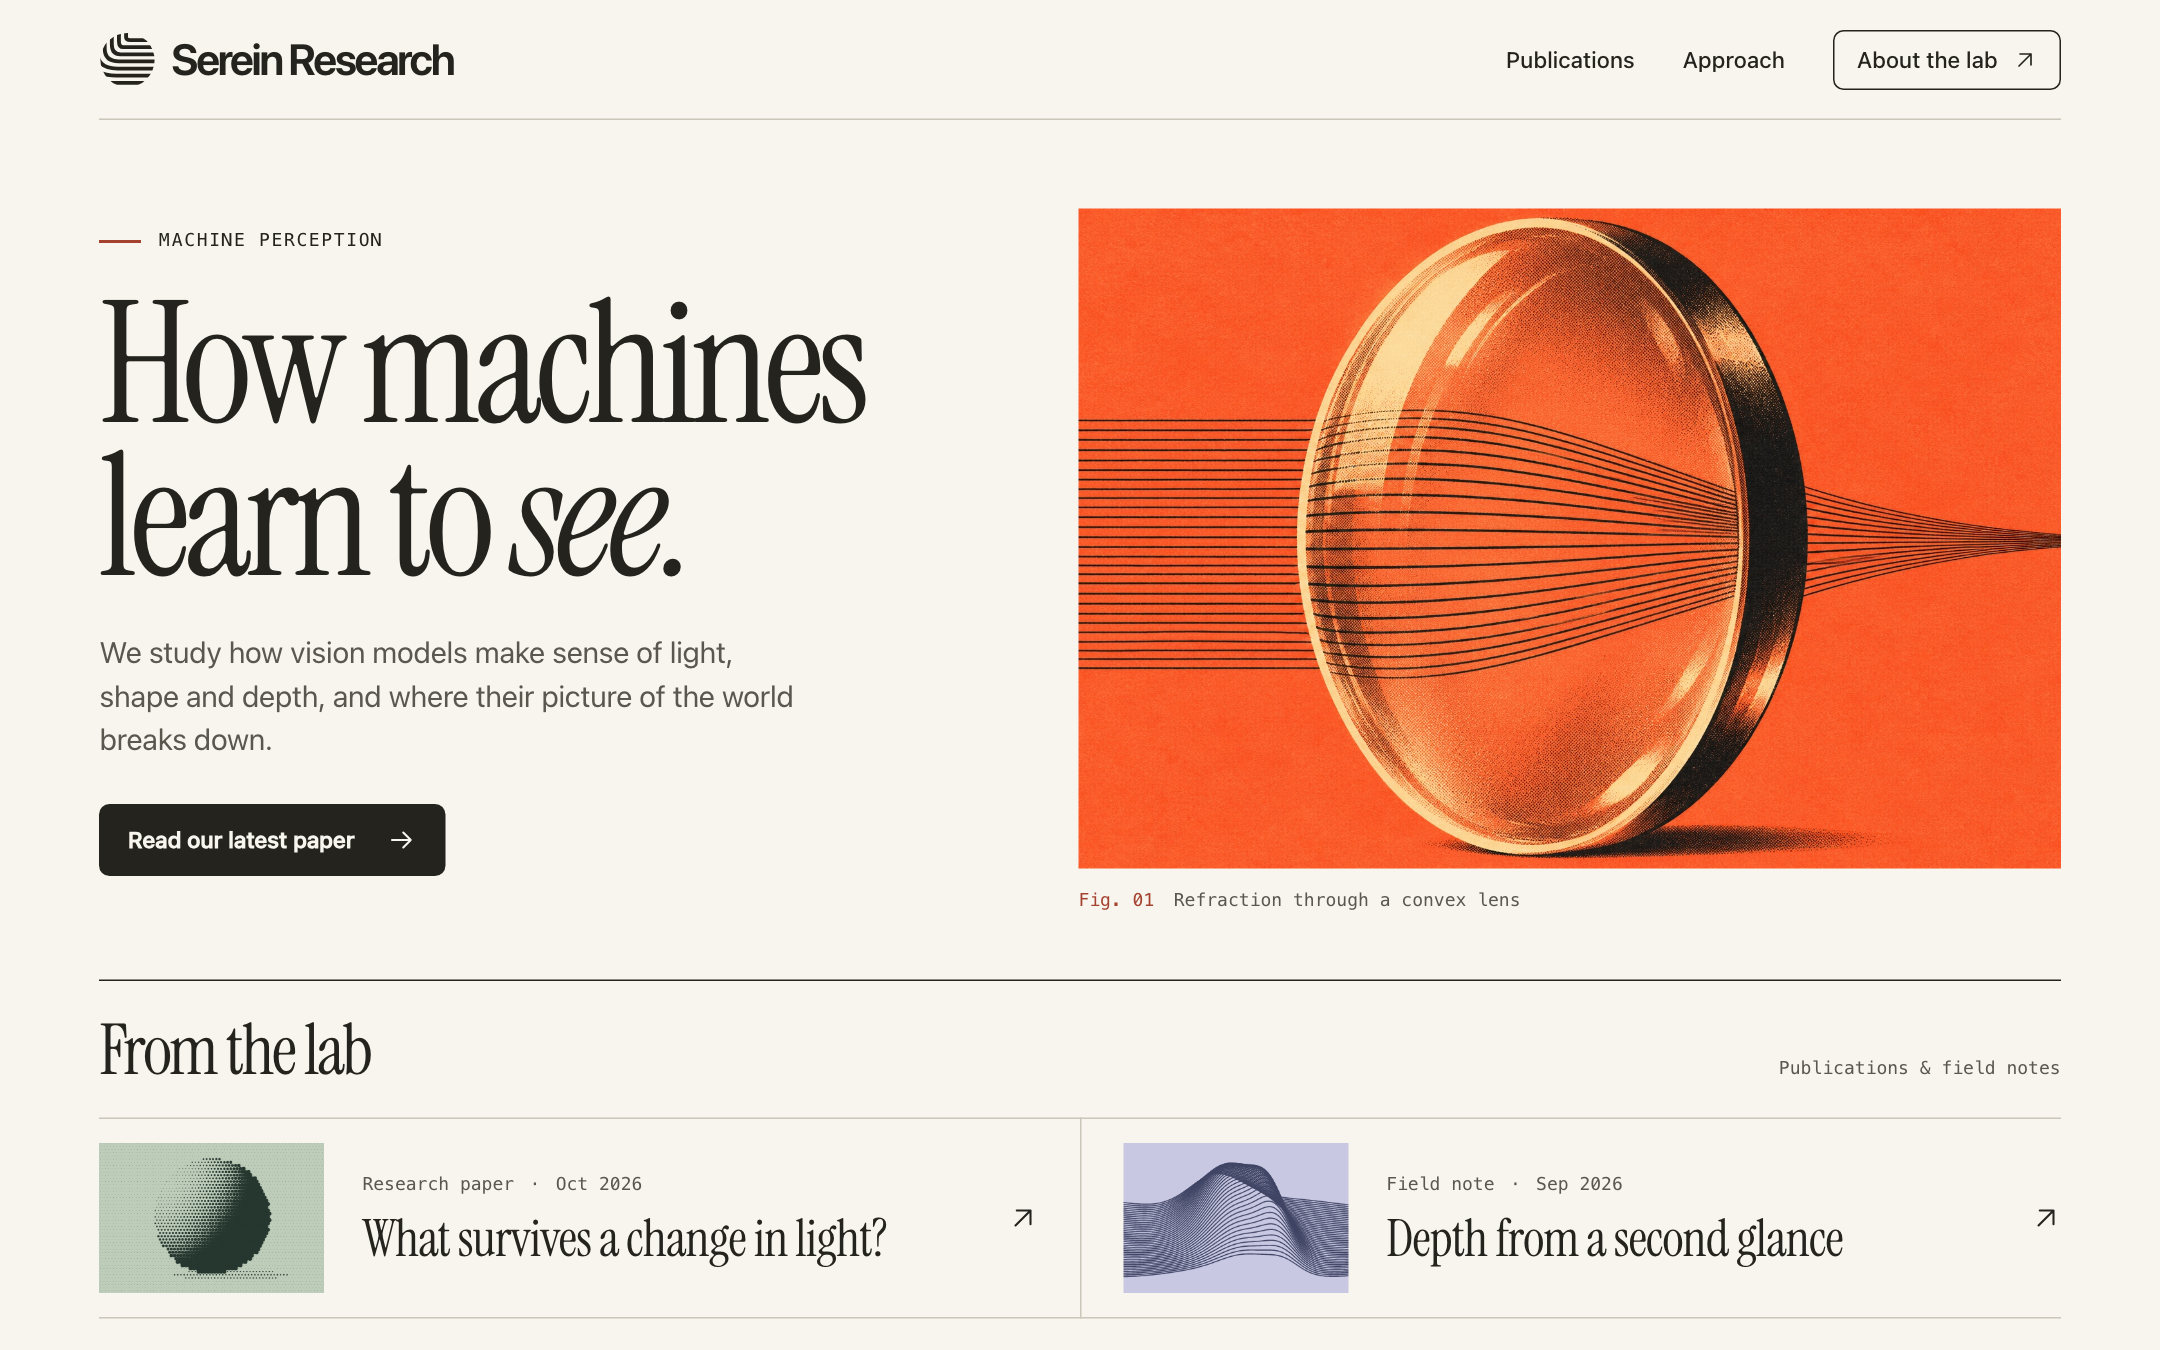 Serein Research
Publications
Approach
About the lab
MACHINE PERCEPTION
How machines
learn to see.
We study how vision models make sense of light,
shape and depth, and where their picture of the world
breaks down.
Read our latest paper
Fig. 01 Refraction through a convex lens
From the lab
Publications & field notes
Research paper · Oct 2026
What survives a change in light?
Field note · Sep 2026
Depth from a second glance